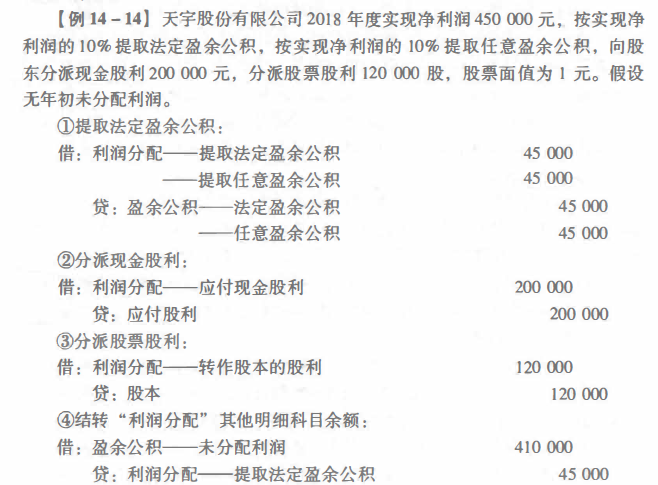 【例 14－14】 天宇股份有限公司 2018 年度实现净利润 450 000 元，按实现净
利润的 10% 提取法定盈余公积，按实现净利润的 10% 提取任意盈余公积，向股
东分派现金股利 200 000 元，分派股票股利 120 000 股，股票面值为 1 元。假设
无年初未分配利润。
①提取法定盈余公积：
借：利润分配——提取法定盈余公积 45 000
——提取任意盈余公积 45 000
贷：盈余公积——法定盈余公积 45 000
——任意盈余公积 45 000
②分派现金股利：
借：利润分配——应付现金股利 200 000
贷：应付股利 200 000
③分派股票股利：
借：利润分配——转作股本的股利 120 000
贷：股本 120 000
④结转“利润分配”其他明细科目余额：
借：盈余公积——未分配利润 410 000
贷：利润分配——提取法定盈余公积 45 000